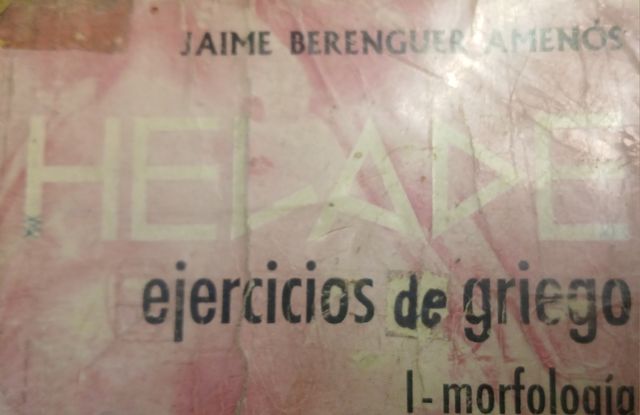 JAIME BERENGUER AMENÓS
HELADE
ejercicios de griego
I-morfología